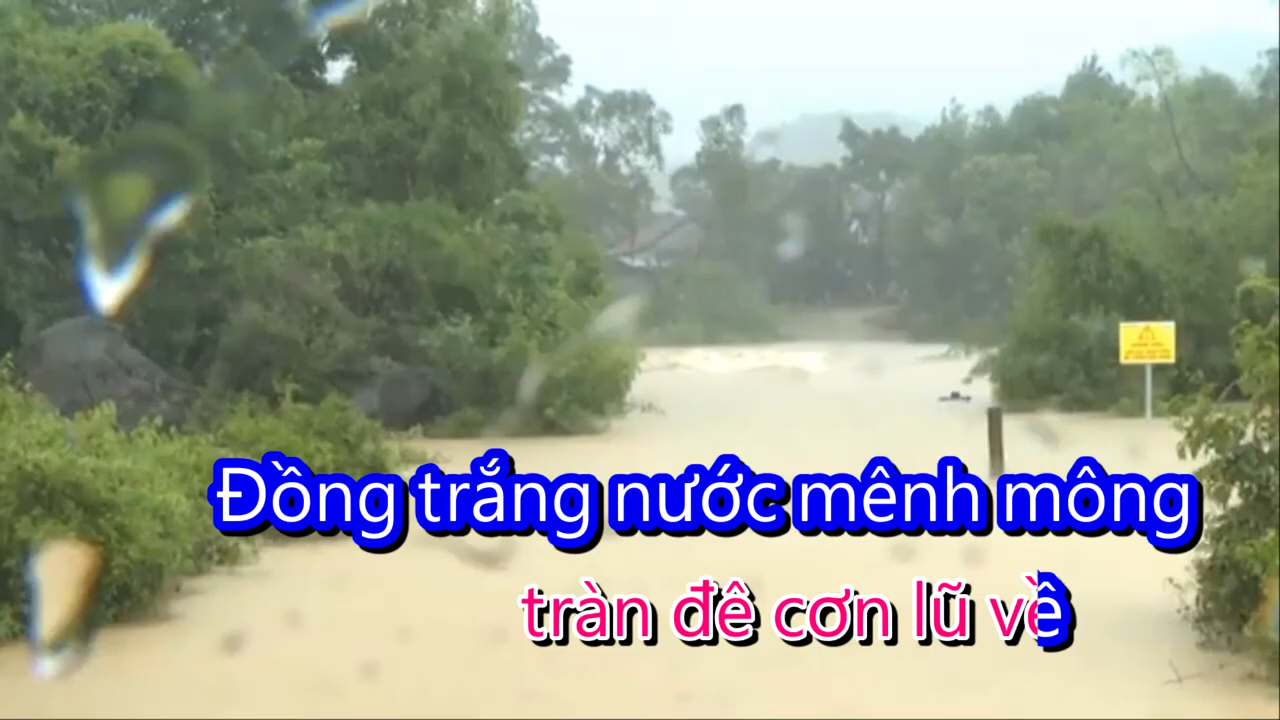 Đồng trắng nước mênh mông
tràn đê cơn lũ về